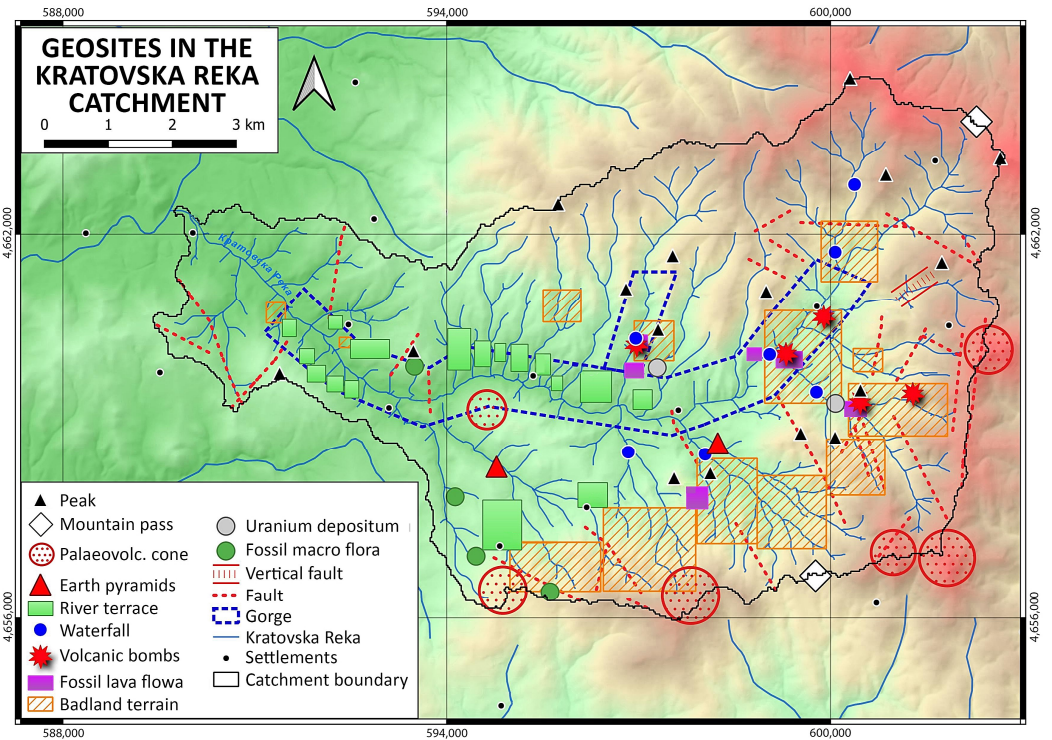 588,000
594,000
600,000
GEOSITES IN THE
KRATOVSKA REKA
CATCHMENT
0 1 2 3 km
4,662,000
4,662,000
Кратовска Река
Peak
Mountain pass
Palaeovolc. cone
Earth pyramids
River terrace
Waterfall
Volcanic bombs
Fossil lava flowa
Badland terrain
Uranium depositum
Fossil macro flora
Vertical fault
Fault
Gorge
Kratovska Reka
Settlements
Catchment boundary
4,656,000
4,656,000
588,000
594,000
600,000